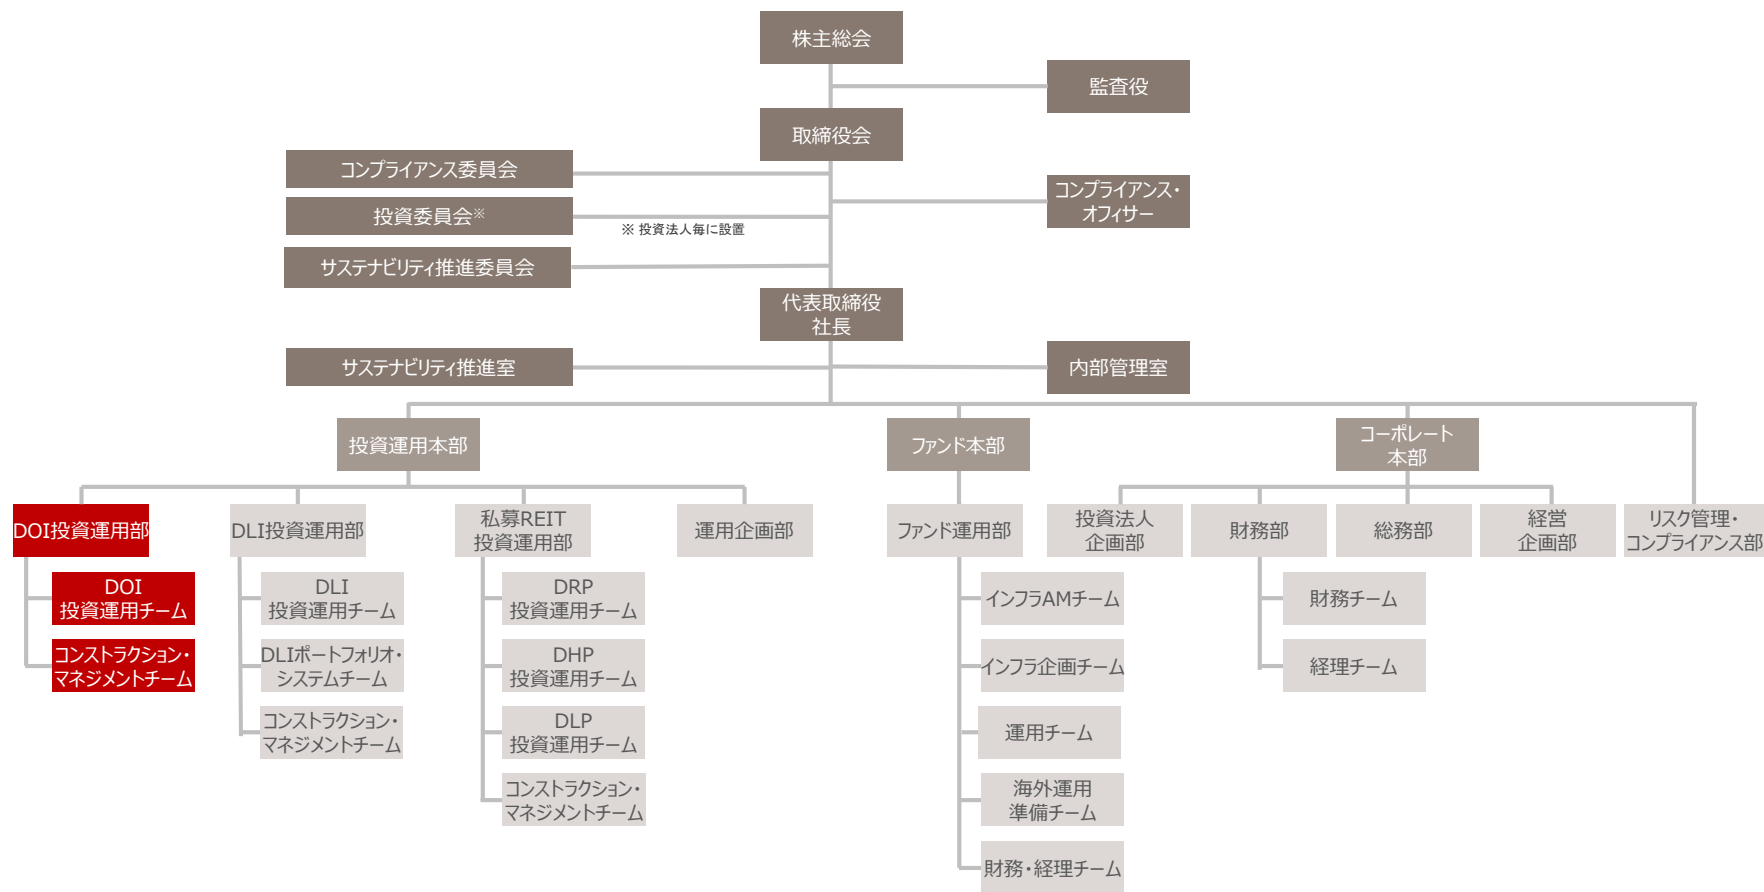 株主総会
監査役
取締役会
コンプライアンス委員会
コンプライアンス・
オフィサー
投資委員会※
※ 投資法人毎に設置
サステナビリティ推進委員会
代表取締役
社長
サステナビリティ推進室
内部管理室
投資運用本部
ファンド本部
コーポレート
本部
DOI投資運用部
DLI投資運用部
私募REIT
投資運用部
運用企画部
ファンド運用部
投資法人
企画部
財務部
総務部
経営
企画部
リスク管理・
コンプライアンス部
DOI
投資運用チーム
コンストラクション・
マネジメントチーム
DLI
投資運用チーム
DLIポートフォリオ・
システムチーム
コンストラクション・
マネジメントチーム
DRP
投資運用チーム
DHP
投資運用チーム
DLP
投資運用チーム
コンストラクション・
マネジメントチーム
インフラAMチーム
インフラ企画チーム
運用チーム
海外運用
準備チーム
財務・経理チーム
財務チーム
経理チーム